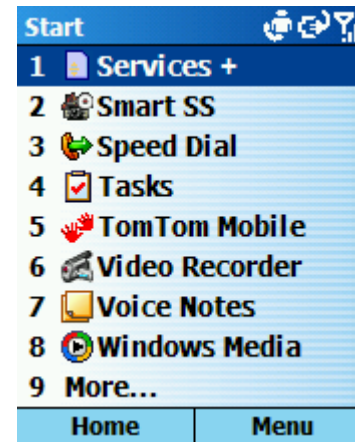 Start
1 Services +
2 Smart SS
3 Speed Dial
4 Tasks
5 TomTom Mobile
6 Video Recorder
7 Voice Notes
8 Windows Media
9 More...
Home Menu